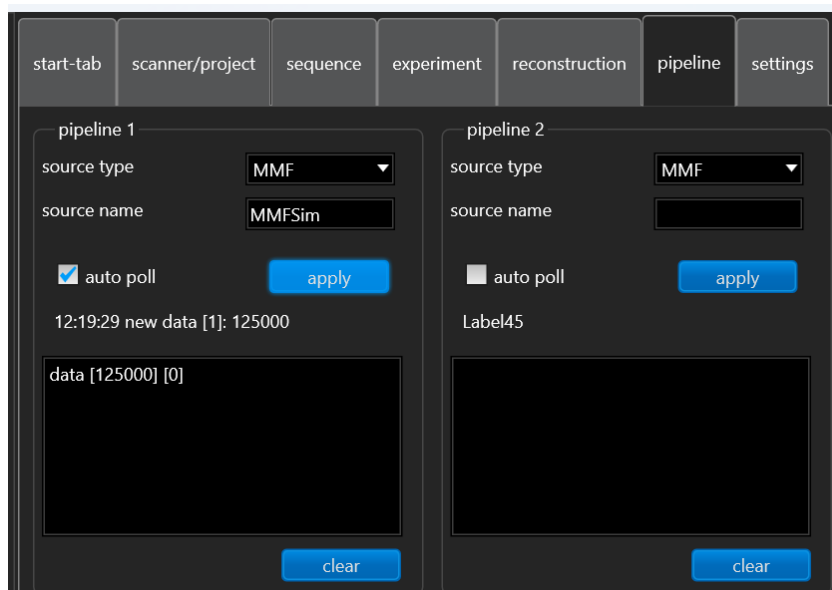 start-tab scanner/project sequence experiment reconstruction pipeline settings
pipeline 1
source type MMF
source name MMFSim
auto poll apply
12:19:29 new data [1]: 125000
data [125000] [0]
clear
pipeline 2
source type MMF
source name
auto poll apply
Label45
clear